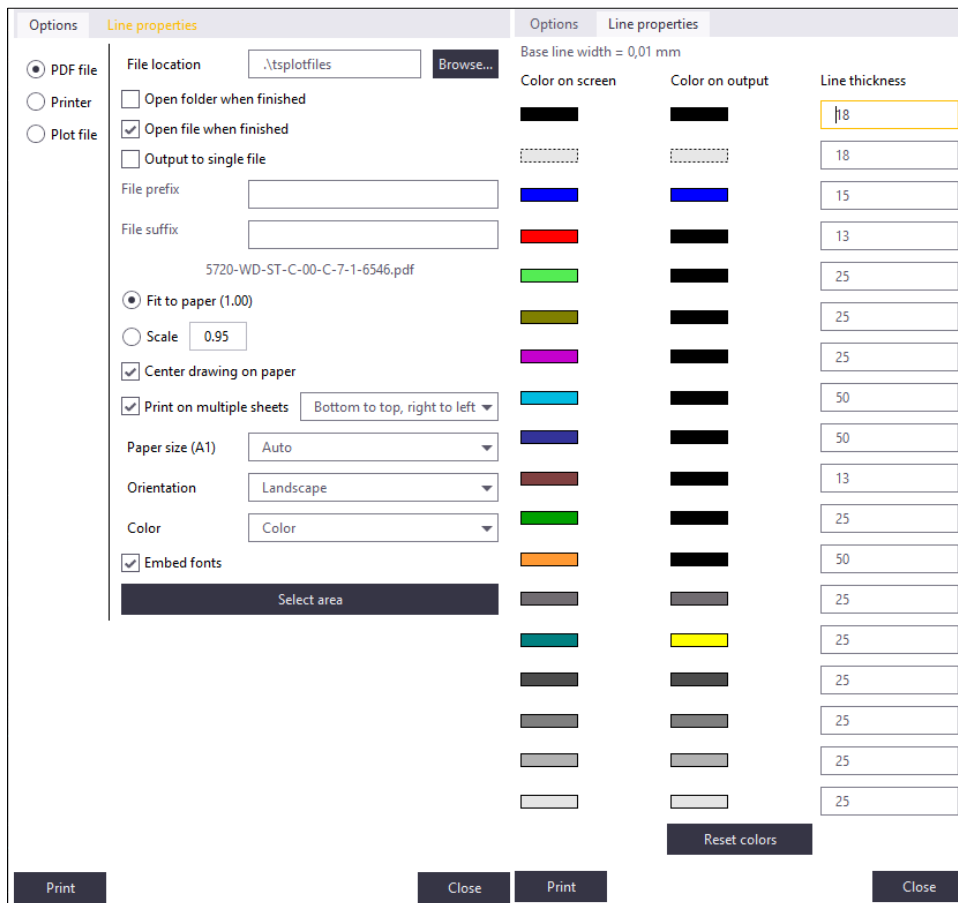 Options Line properties
PDF file
Printer
Plot file
File location .\tsplotfiles Browse...
Open folder when finished
Open file when finished
Output to single file
File prefix
File suffix
5720-WD-ST-C-00-C-7-1-6546.pdf
Fit to paper (1.00)
Scale 0.95
Center drawing on paper
Print on multiple sheets Bottom to top, right to left
Paper size (A1) Auto
Orientation Landscape
Color Color
Embed fonts
Select area
Print Close
Options Line properties
Base line width = 0,01 mm
Color on screen Color on output Line thickness
18
18
15
13
25
25
25
50
50
13
25
50
25
25
25
25
25
25
Reset colors
Print Close